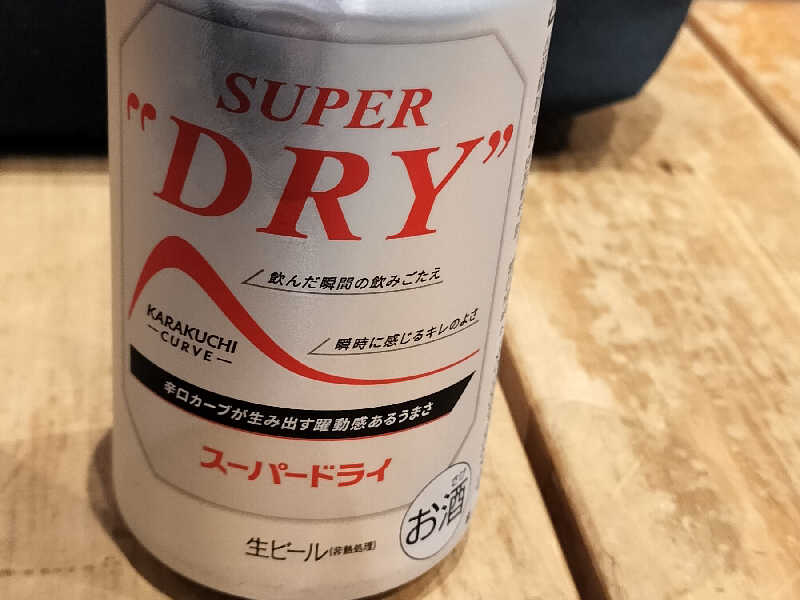 SUPER
“DRY”
飲んだ瞬間の飲みごたえ
瞬時に感じるキレのよさ
KARAKUCHI
CURVE
辛口カーブが生み出す躍動感あるうまさ
スーパードライ
お酒
生ビール(非熱処理)